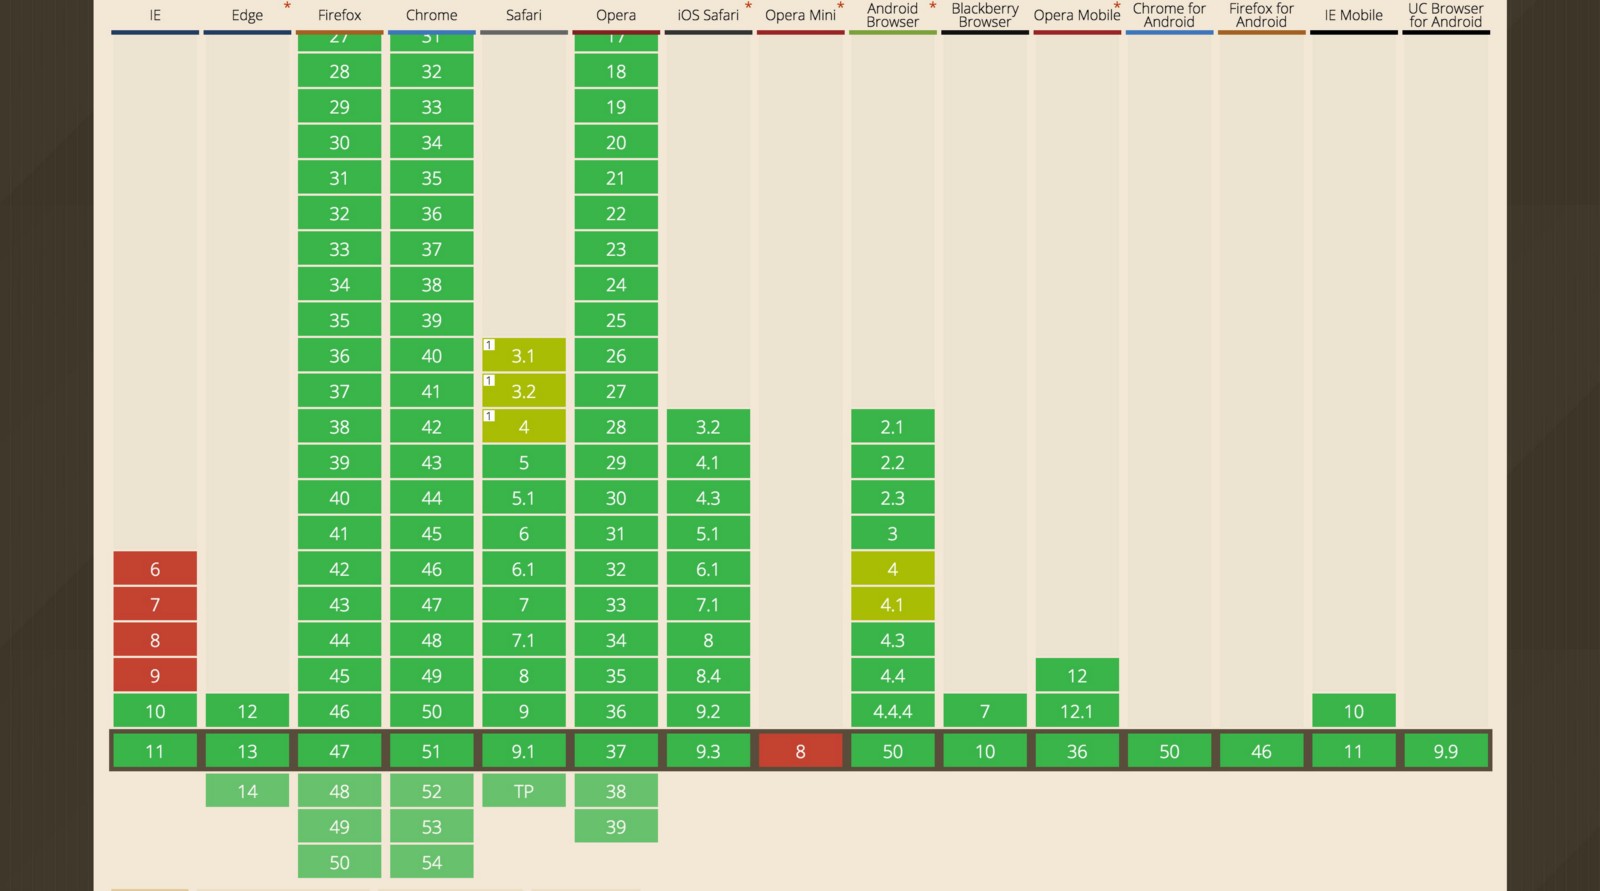 IE Edge * Firefox Chrome Safari Opera iOS Safari * Opera Mini * Android Browser * Blackberry Browser Opera Mobile * Chrome for Android Firefox for Android IE Mobile UC Browser for Android
27 31 17
28 32 18
29 33 19
30 34 20
31 35 21
32 36 22
33 37 23
34 38 24
35 39 25
36 40 1 3.1 26
37 41 1 3.2 27
38 42 1 4 28 3.2 2.1
39 43 5 29 4.1 2.2
40 44 5.1 30 4.3 2.3
41 45 6 31 5.1 3
6 42 46 6.1 32 6.1 4
7 43 47 7 33 7.1 4.1
8 44 48 7.1 34 8 4.3
9 45 49 8 35 8.4 4.4 12
10 12 46 50 9 36 9.2 4.4.4 7 12.1 10
11 13 47 51 9.1 37 9.3 8 50 10 36 50 46 11 9.9
14 48 52 TP 38
49 53 39
50 54